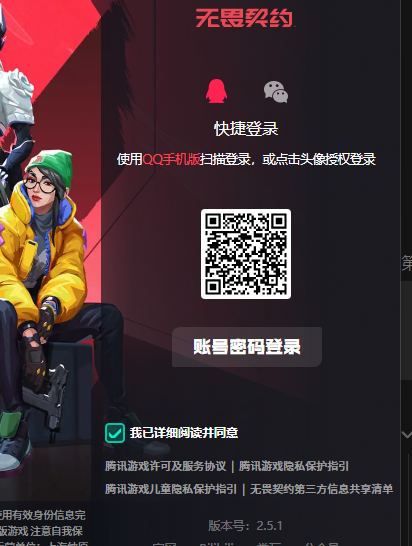 无畏契约
快捷登录
使用QQ手机版扫描登录，或点击头像授权登录
账号密码登录
我已详细阅读并同意
腾讯游戏许可及服务协议 | 腾讯游戏隐私保护指引
腾讯游戏儿童隐私保护指引 | 无畏契约第三方信息共享清单
使用有效身份信息完
版游戏 注意自我保
版本号：2.5.1
第